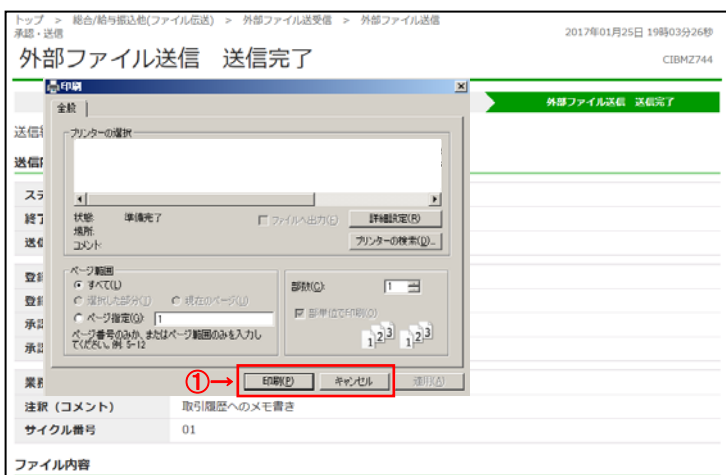 トップ > 総合/給与振込他(ファイル伝送) > 外部ファイル送受信 > 外部ファイル送信
承認・送信
2017年01月25日 19時03分26秒
外部ファイル送信 送信完了
CIBMZ744
印刷
外部ファイル送信 送信完了
全般
送信
プリンターの選択
送信
ステ
状態: 準備完了
ファイルへ出力(F)
詳細設定(R)
終了
場所:
送信
コメント:
プリンターの検索(D)...
ページ範囲
登録
すべて(L)
部数(C): 1
登録
選択した部分(T)
現在のページ(U)
承認
ページ指定(G): 1
部単位で印刷(O)
ページ番号のみか、またはページ範囲のみを入力し
てください。例: 5-12
1 2 3 1 2 3
承認
業務
① → 印刷(P) キャンセル 適用(A)
注釈(コメント) 取引履歴へのメモ書き
サイクル番号 01
ファイル内容